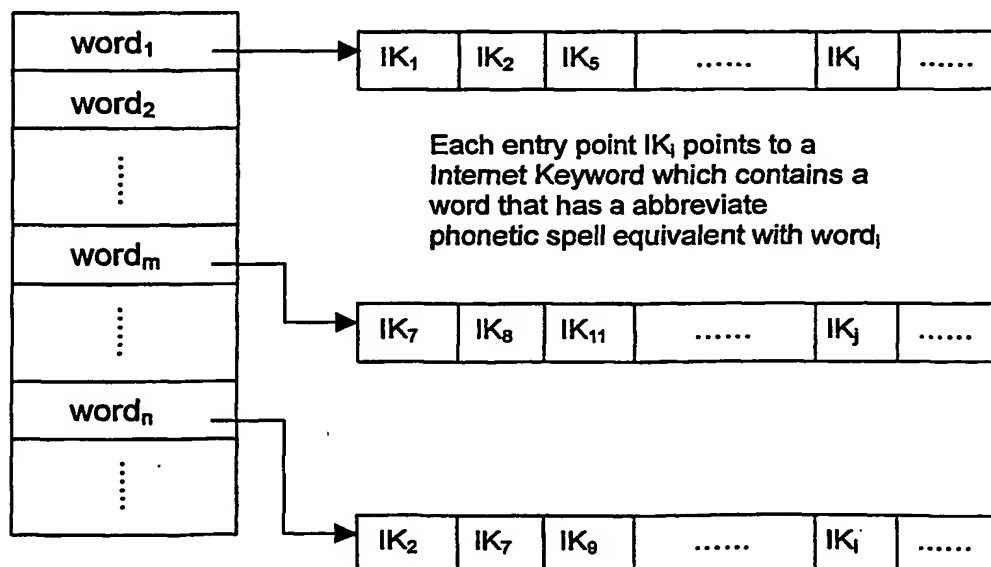 word₁
IK₁ IK₂ IK₅ ...... IKᵢ ......
word₂
......
Each entry point IKᵢ points to a
Internet Keyword which contains a
word that has a abbreviate
phonetic spell equivalent with wordᵢ
wordₘ
......
IK₇ IK₈ IK₁₁ ...... IKⱼ ......
wordₙ
......
IK₂ IK₇ IK₉ ...... IKᵢ ......